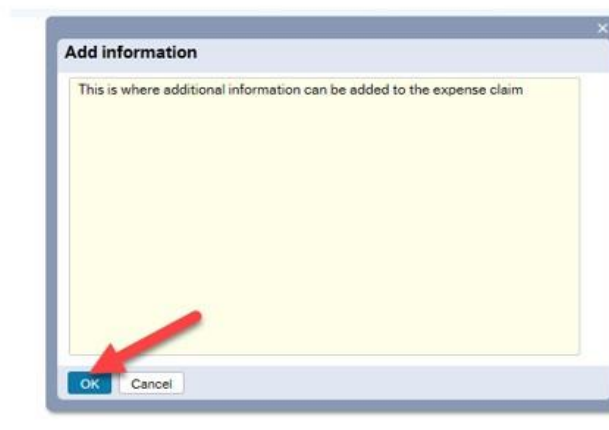 Add information
This is where additional information can be added to the expense claim
OK Cancel